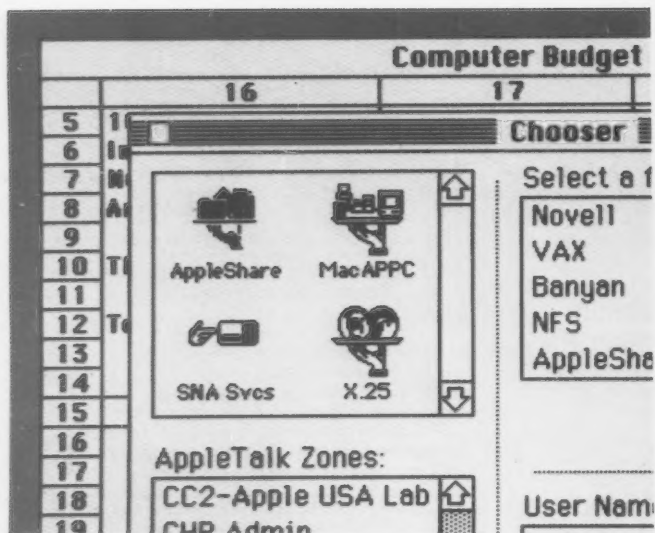 Computer Budget
16 17
5
6
7
8
9
10
11
12
13
14
15
16
17
18
19
Chooser
AppleShare MacAPPC
SNA Svcs X.25
AppleTalk Zones:
CC2-Apple USA Lab
CHP Admin
Select a f
Novell
VAX
Banyan
NFS
AppleSha
User Nam